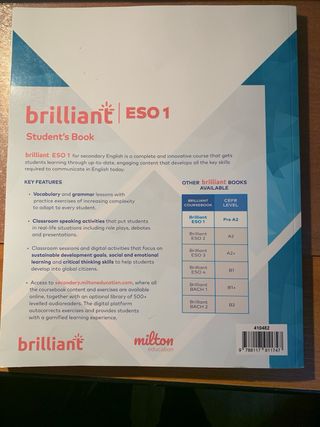 brilliant ESO 1
Student's Book
brilliant ESO 1 for secondary English is a complete and innovative course that gets
students learning through up-to-date, engaging content that develops all the key skills
required to communicate in English today.
KEY FEATURES
• Vocabulary and grammar lessons with
practice exercises of increasing complexity
to adapt to every student.
• Classroom speaking activities that put students
in real-life situations including role plays, debates
and presentations.
• Classroom sessions and digital activities that focus on
sustainable development goals, social and emotional
learning and critical thinking skills to help students
develop into global citizens.
• Access to secondary.miltoneducation.com, where all
the coursebook content and exercises are available
online, together with an optional library of 500+
levelled audioreaders. The digital platform
autocorrects exercises and provides students
with a gamified learning experience.
OTHER brilliant BOOKS
AVAILABLE
BRILLIANT COURSEBOOK CEFR LEVEL
Brilliant ESO 1 Pre A2
Brilliant ESO 2 A2
Brilliant ESO 3 A2+
Brilliant ESO 4 B1
Brilliant BACH 1 B1+
Brilliant BACH 2 B2
brilliant
milton
education
410462
9 788117 811747